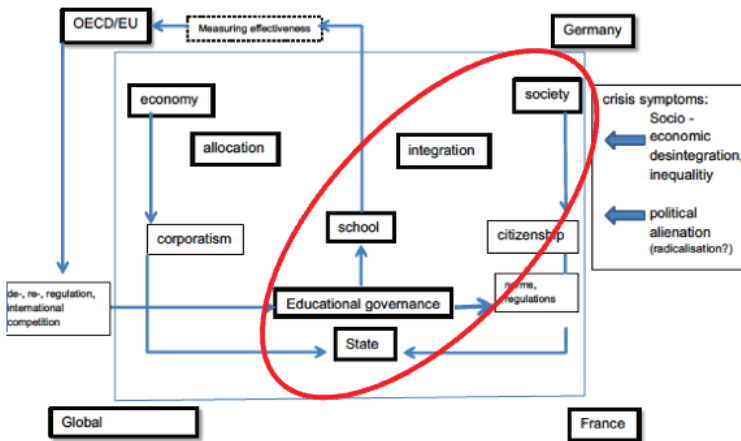 OECD/EU
Measuring effectiveness
Germany
economy
society
crisis symptoms:
Socio -
economic
desintegration,
inequalitiy
allocation
integration
school
political
alienation
(radicalisation?)
corporatism
citizenship
de-, re-, regulation,
international
competition
Educational governance
norms,
regulations
State
Global
France